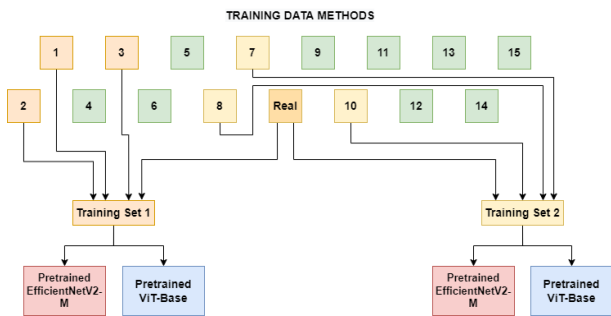 TRAINING DATA METHODS
1 3 5 7 9 11 13 15
2 4 6 8 Real 10 12 14
Training Set 1 Training Set 2
Pretrained
EfficientNetV2-
M
Pretrained
ViT-Base
Pretrained
EfficientNetV2-
M
Pretrained
ViT-Base